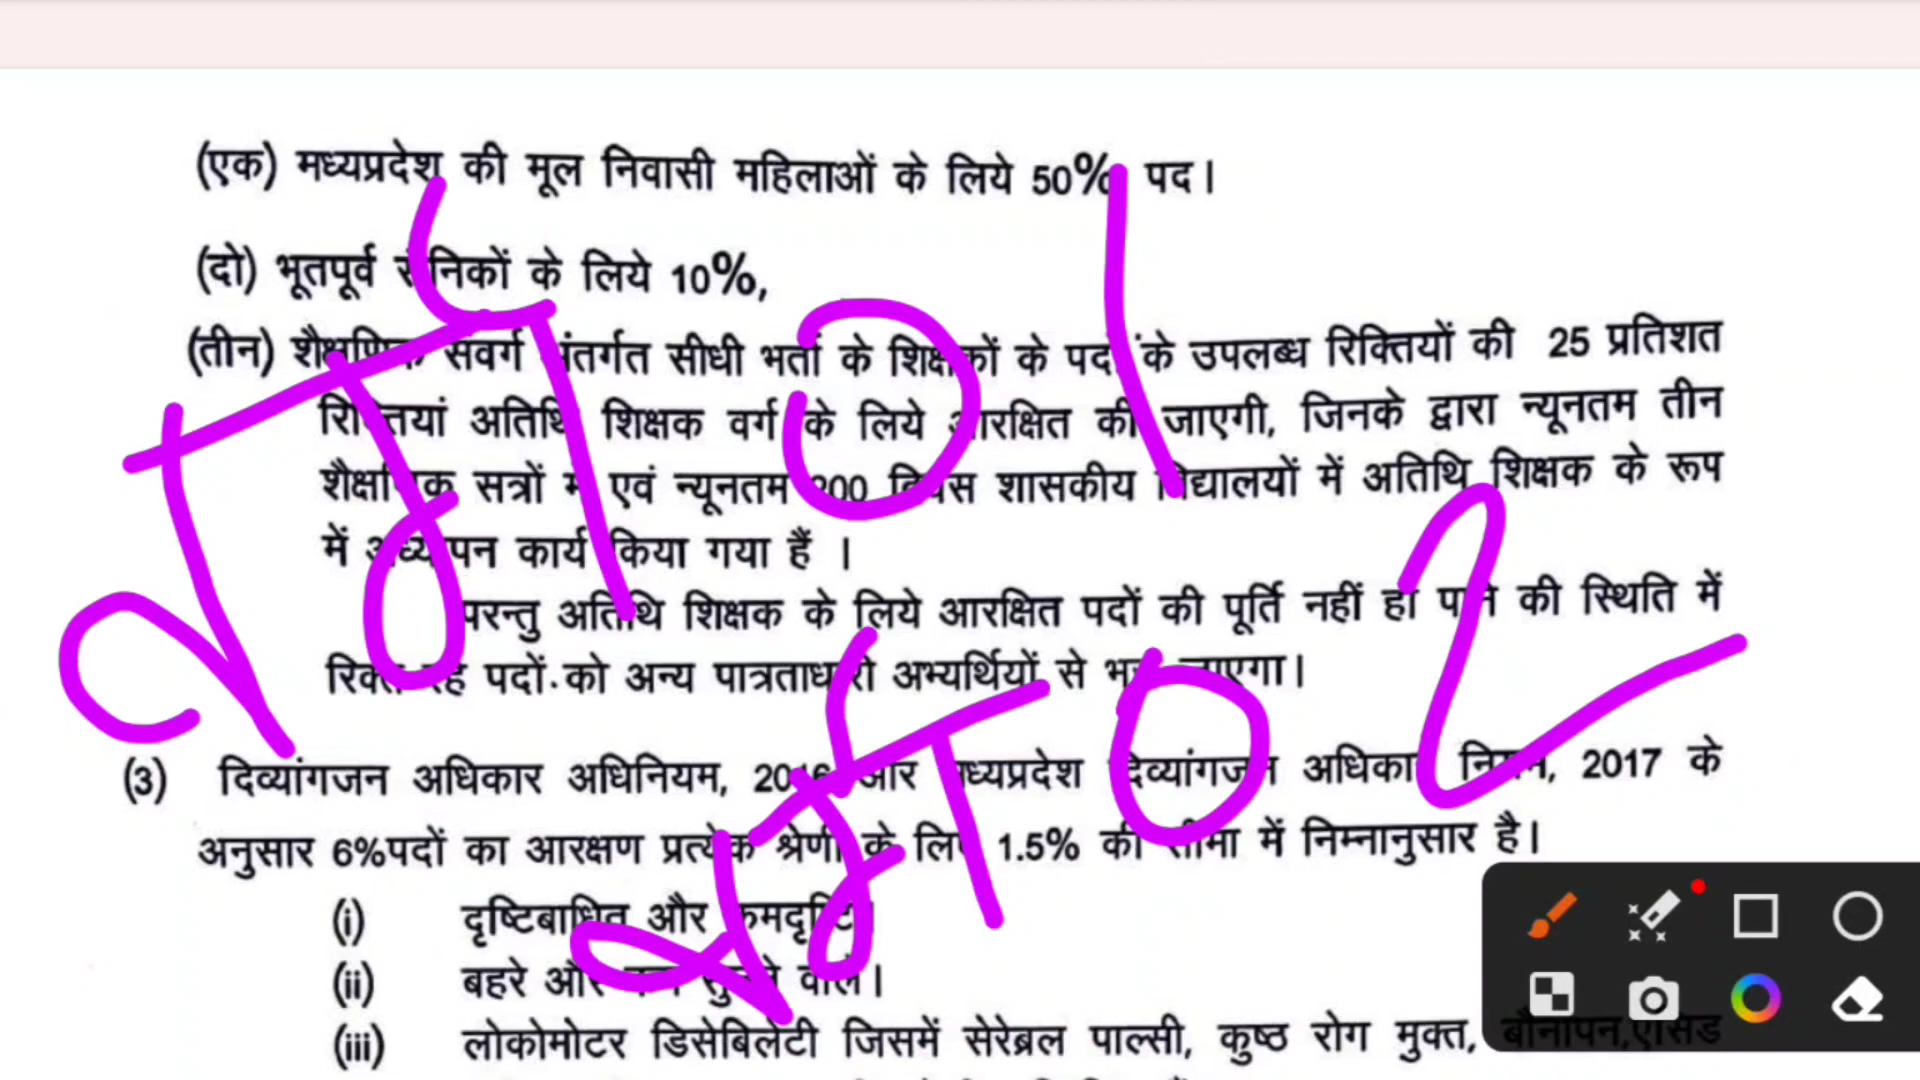 (एक) मध्यप्रदेश की मूल निवासी महिलाओं के लिये 50% पद।
(दो) भूतपूर्व सैनिकों के लिये 10%,
(तीन) शैक्षणिक संवर्ग अंतर्गत सीधी भर्ती के शिक्षकों के पदों के उपलब्ध रिक्तियों की 25 प्रतिशत
रिक्तियां अतिथि शिक्षक वर्ग के लिये आरक्षित की जाएगी, जिनके द्वारा न्यूनतम तीन
शैक्षणिक सत्रों में एवं न्यूनतम 200 दिवस शासकीय विद्यालयों में अतिथि शिक्षक के रूप
में अध्यापन कार्य किया गया हैं ।
परन्तु अतिथि शिक्षक के लिये आरक्षित पदों की पूर्ति नहीं हो पाने की स्थिति में
रिक्त रहे पदों को अन्य पात्रताधारी अभ्यर्थियों से भरा जाएगा।
(3) दिव्यांगजन अधिकार अधिनियम, 2016 और मध्यप्रदेश दिव्यांगजन अधिकार नियम, 2017 के
अनुसार 6%पदों का आरक्षण प्रत्येक श्रेणी के लिए 1.5% की सीमा में निम्नानुसार है।
(i) दृष्टिबाधित और कमदृष्टि।
(ii) बहरे और कम सुनने वाले।
(iii) लोकोमोटर डिसेबिलेटी जिसमें सेरेब्रल पाल्सी, कुष्ठ रोग मुक्त, बौनापन,एसिड